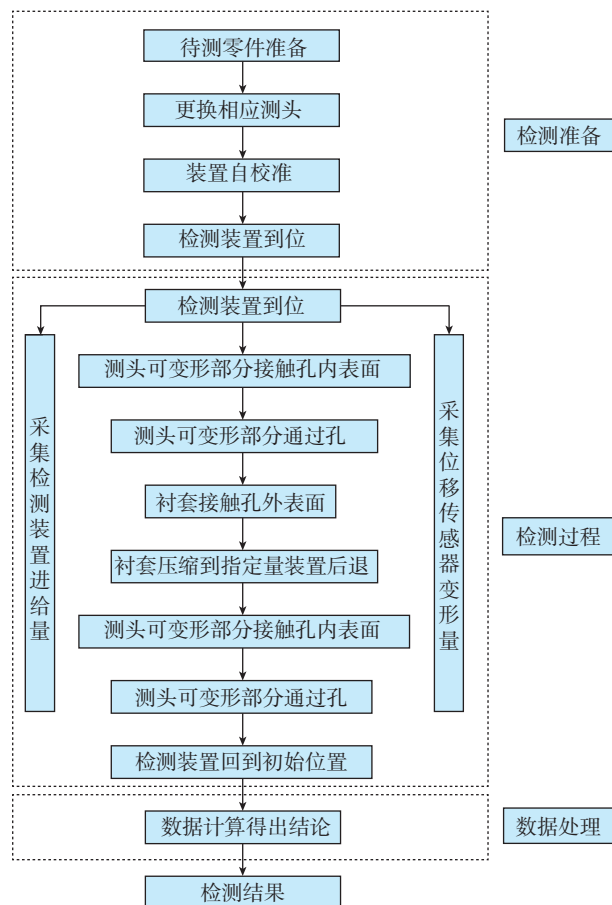 待测零件准备
更换相应测头
检测准备
装置自校准
检测装置到位
检测装置到位
采集检测装置进给量
测头可变形部分接触孔内表面
测头可变形部分通过孔
衬套接触孔外表面
衬套压缩到指定量装置后退
测头可变形部分接触孔内表面
测头可变形部分通过孔
检测装置回到初始位置
采集位移传感器变形量
检测过程
数据计算得出结论
数据处理
检测结果